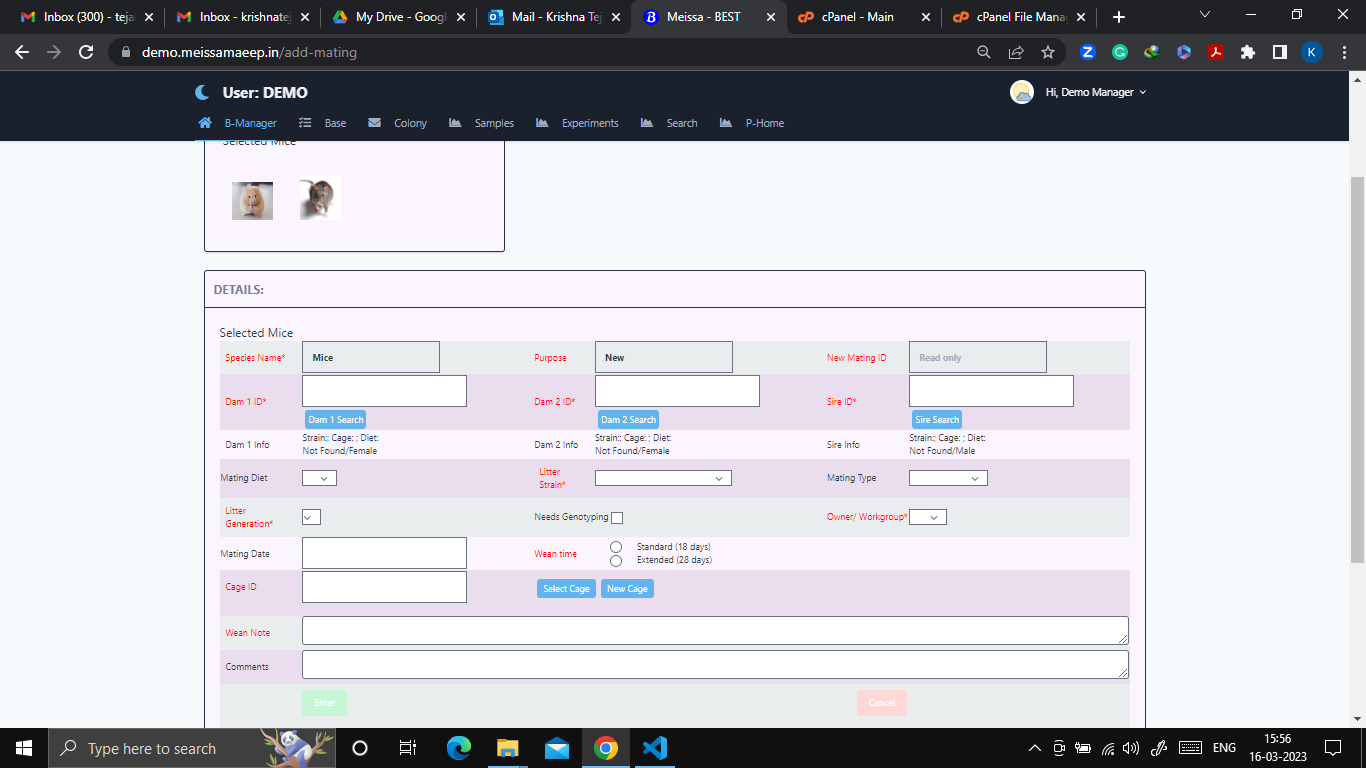 Inbox (300) - teja
Inbox - krishnatej
My Drive - Googl
Mail - Krishna Tej
Meissa - BEST
cPanel - Main
cPanel File Mana
demo.meissamaeep.in/add-mating
K
User: DEMO
Hi, Demo Manager
B-Manager Base Colony Samples Experiments Search P-Home
Selected Mice
DETAILS:
Selected Mice
Species Name* Mice Purpose New New Mating ID Read only
Dam 1 ID* Dam 2 ID* Sire ID*
Dam 1 Search Dam 2 Search Sire Search
Dam 1 Info Strain:; Cage: ; Diet: Dam 2 Info Strain:; Cage: ; Diet: Sire Info Strain:; Cage: ; Diet:
Not Found/Female Not Found/Female Not Found/Male
Mating Diet Litter Strain* Mating Type
Litter Generation* Needs Genotyping Owner/ Workgroup*
Mating Date Wean time Standard (18 days)
Extended (28 days)
Cage ID Select Cage New Cage
Wean Note
Comments
Enter Cancel
Type here to search
ENG
15:56
16-03-2023